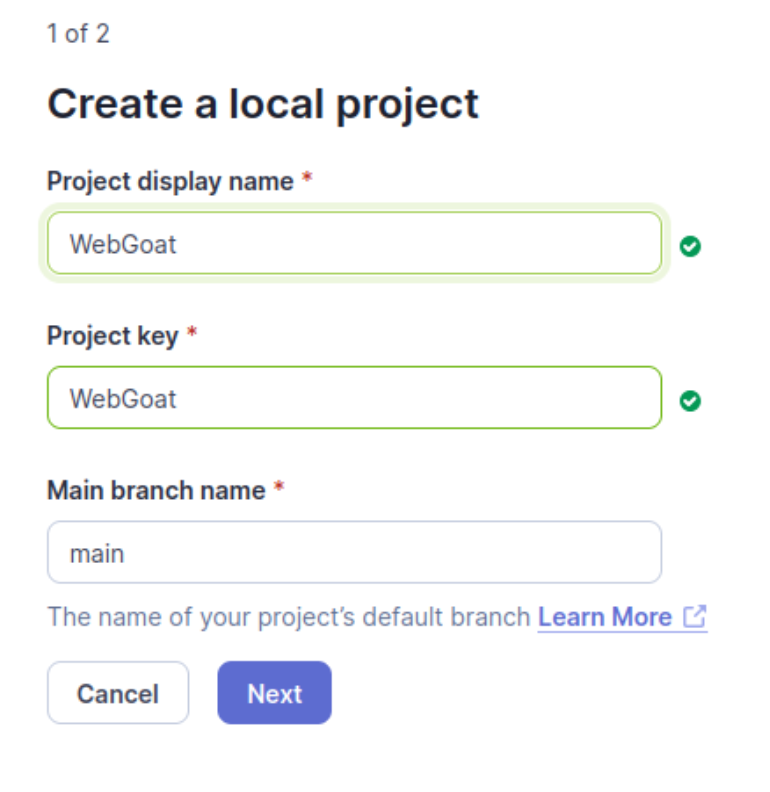 1 of 2
Create a local project
Project display name *
WebGoat
Project key *
WebGoat
Main branch name *
main
The name of your project’s default branch Learn More
Cancel Next